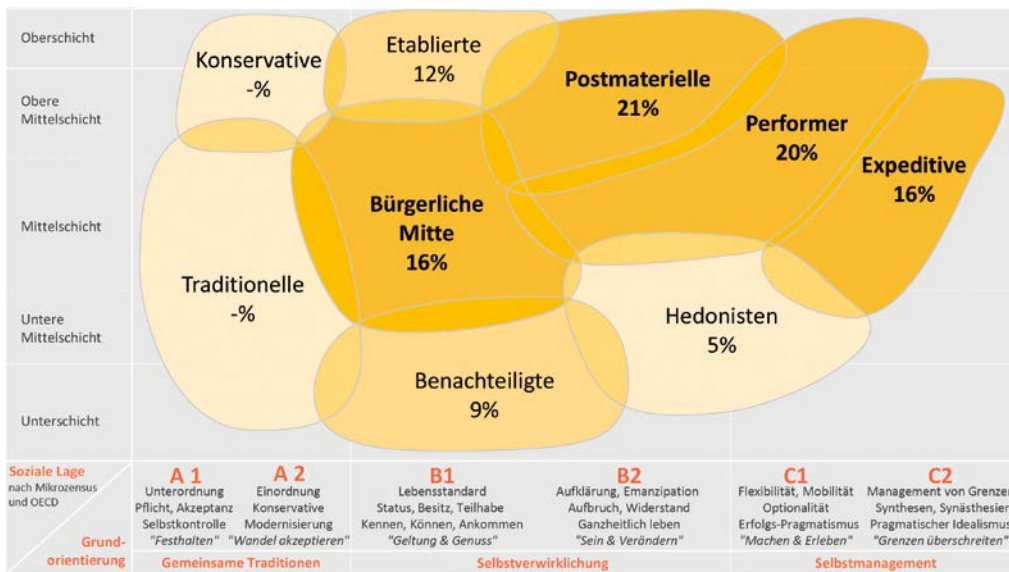 Oberschicht
Obere
Mittelschicht
Mittelschicht
Untere
Mittelschicht
Unterschicht
Konservative
-%
Etablierte
12%
Postmaterielle
21%
Performer
20%
Expeditive
16%
Bürgerliche
Mitte
16%
Traditionelle
-%
Hedonisten
5%
Benachteiligte
9%
Soziale Lage
nach Mikrozensus
und OECD
Grund-
orientierung
A 1
Unterordnung
Pflicht, Akzeptanz
Selbstkontrolle
"Festhalten"
A 2
Einordnung
Konservative
Modernisierung
"Wandel akzeptieren"
B1
Lebensstandard
Status, Besitz, Teilhabe
Kennen, Können, Ankommen
"Geltung & Genuss"
B2
Aufklärung, Emanzipation
Aufbruch, Widerstand
Ganzheitlich leben
"Sein & Verändern"
C1
Flexibilität, Mobilität
Optionalität
Erfolgs-Pragmatismus
"Machen & Erleben"
C2
Management von Grenzen
Synthesen, Synästhesien
Pragmatischer Idealismus
"Grenzen überschreiten"
Gemeinsame Traditionen
Selbstverwirklichung
Selbstmanagement